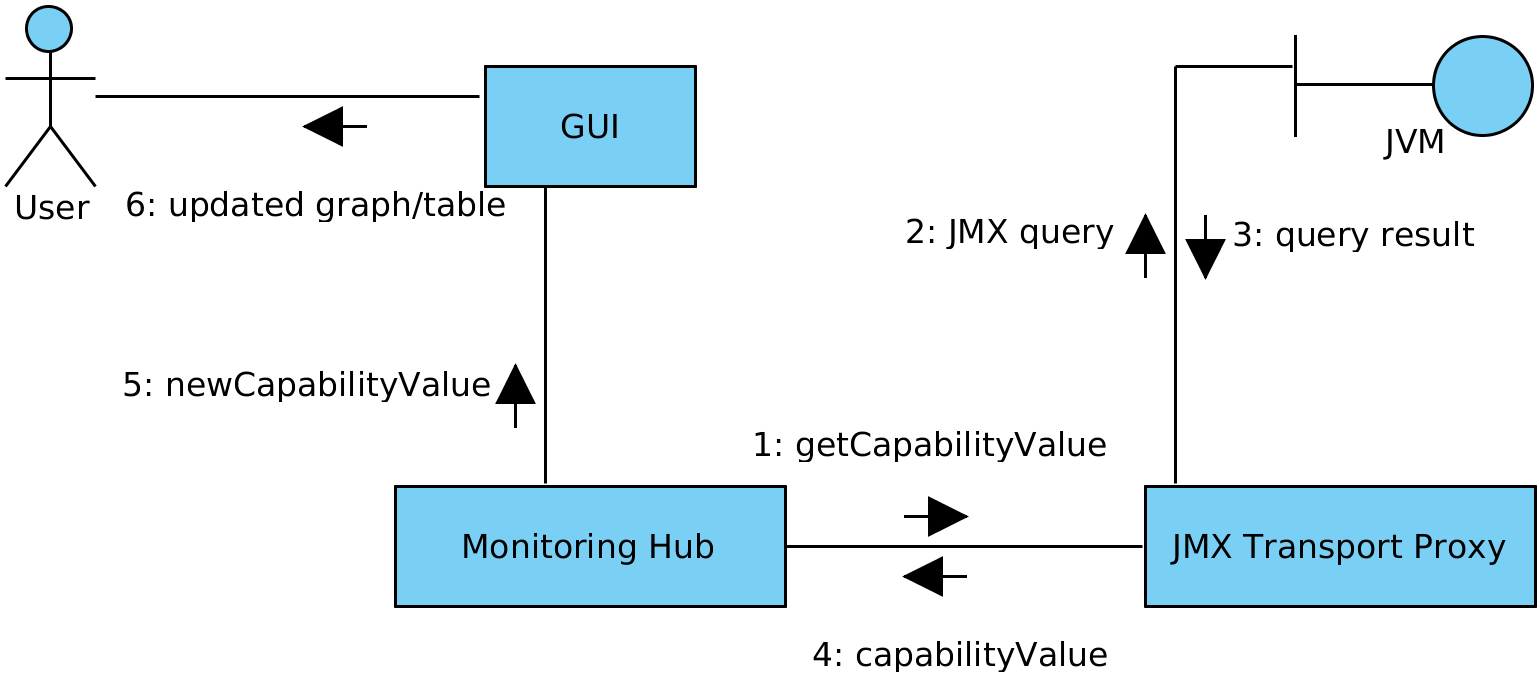 GUI
JVM
User
6: updated graph/table
2: JMX query
3: query result
5: newCapabilityValue
1: getCapabilityValue
Monitoring Hub
JMX Transport Proxy
4: capabilityValue